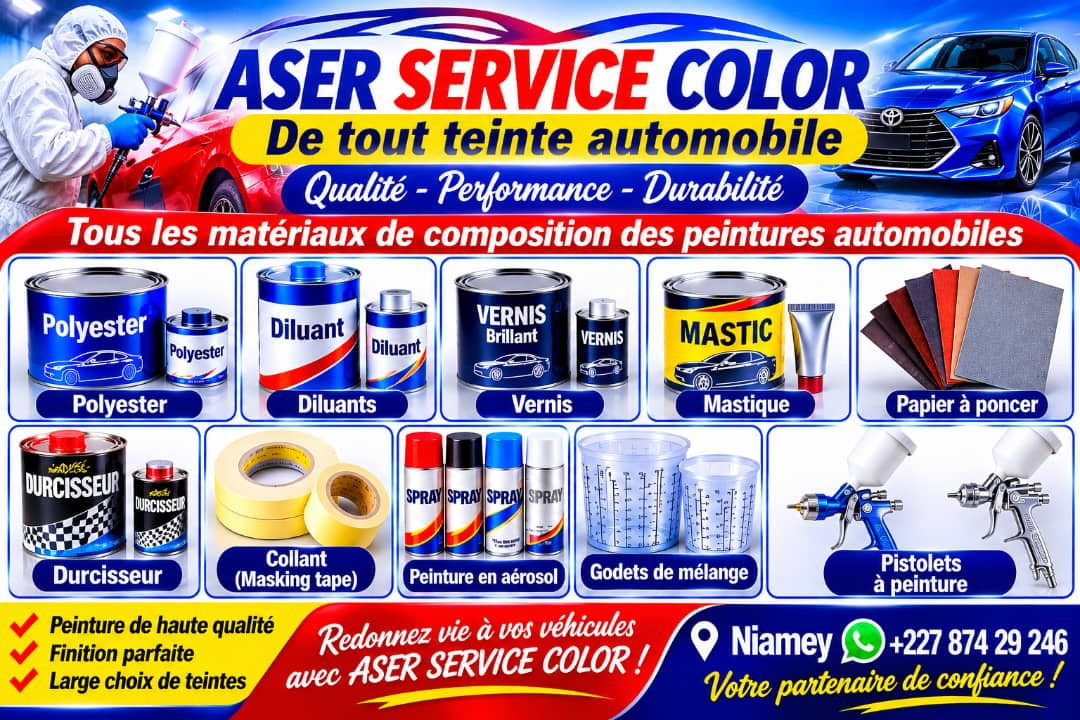 ASER SERVICE COLOR
De tout teinte automobile
Qualité - Performance - Durabilité
Tous les matériaux de composition des peintures automobiles
Polyester
Polyester
Polyester
Diluant
Diluant
Diluants
VERNIS
Brillant
VERNIS
Vernis
MASTIC
Mastique
Papier à poncer
DURCISSEUR
DURCISSEUR
Durcisseur
Collant
(Masking tape)
SPRAY
SPRAY
SPRAY
SPRAY
Peinture en aérosol
Godets de mélange
Pistolets
à peinture
Peinture de haute qualité
Finition parfaite
Large choix de teintes
Redonnez vie à vos véhicules
avec ASER SERVICE COLOR !
Niamey +227 874 29 246
Votre partenaire de confiance !